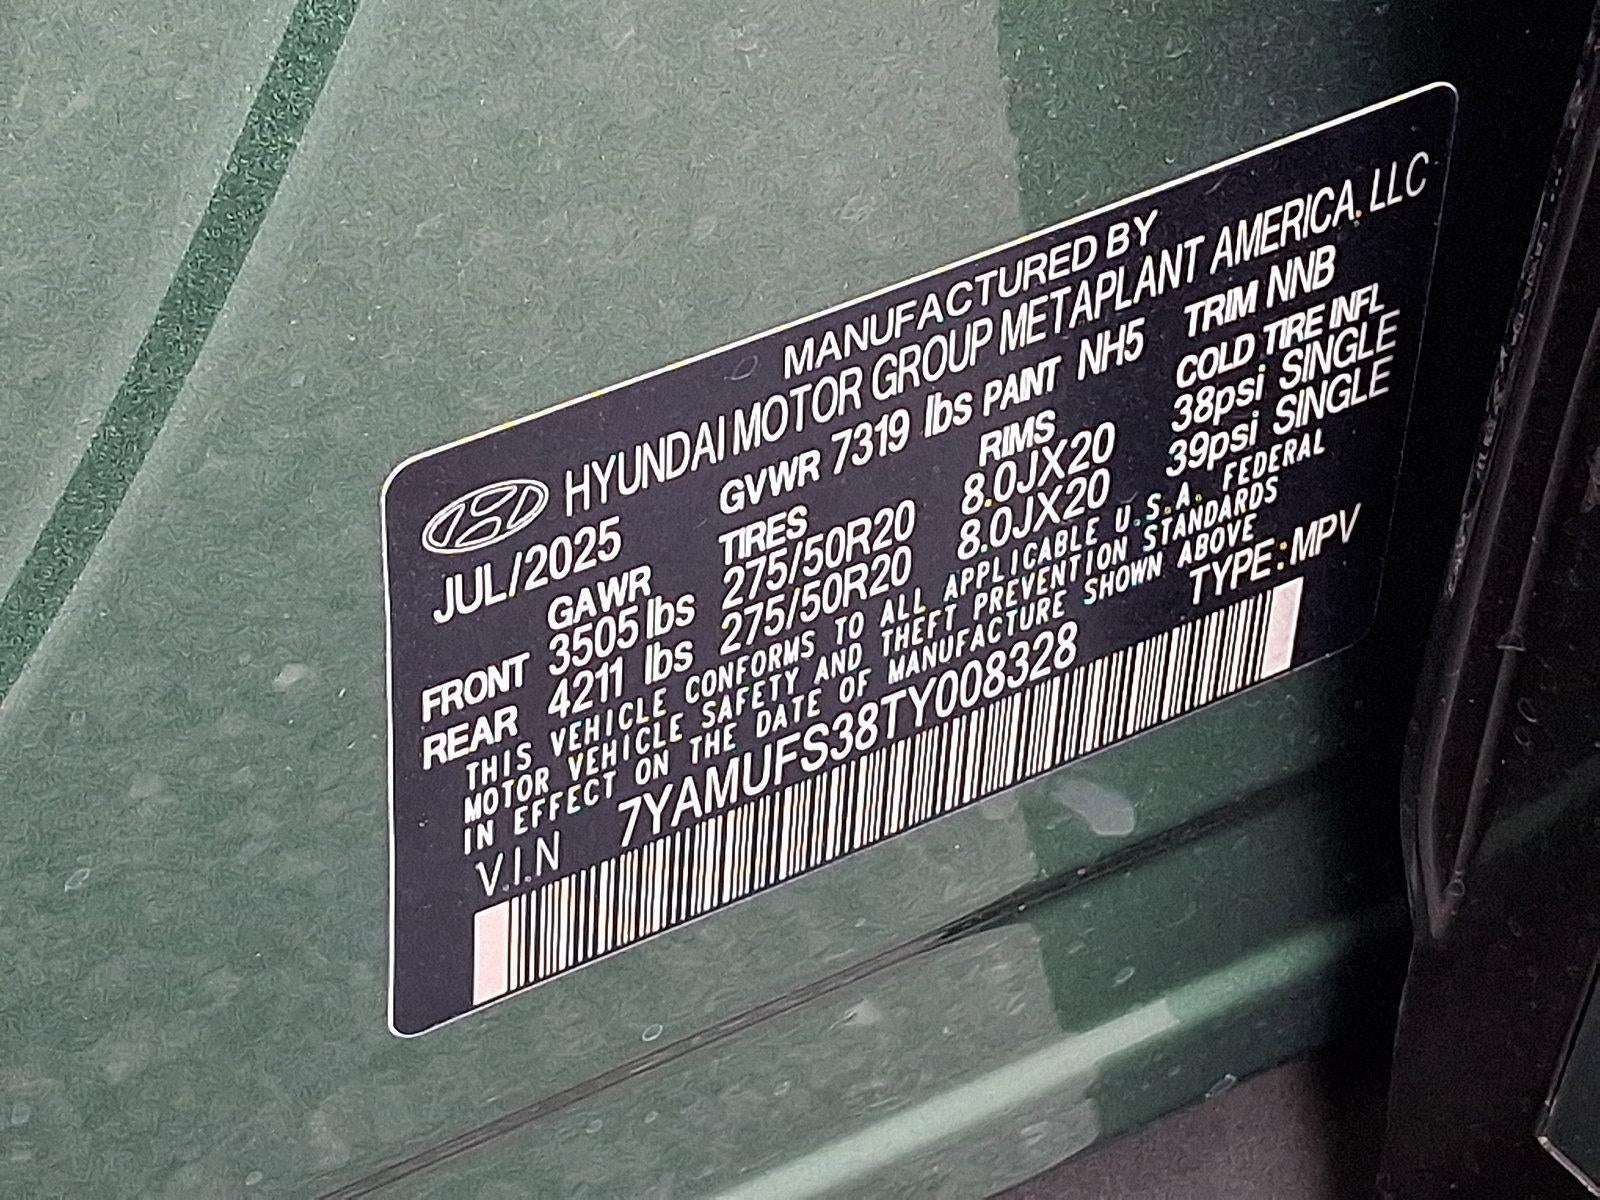 MANUFACTURED BY
HYUNDAI MOTOR GROUP METAPLANT AMERICA. LLC
JUL/2025 GVWR 7319 lbs PAINT NH5 TRIM NNB
GAWR TIRES RIMS COLD TIRE INFL
FRONT 3505 lbs 275/50R20 8.0JX20 38psi SINGLE
REAR 4211 lbs 275/50R20 8.0JX20 39psi SINGLE
THIS VEHICLE CONFORMS TO ALL APPLICABLE U.S.A. FEDERAL
MOTOR VEHICLE SAFETY AND THEFT PREVENTION STANDARDS
IN EFFECT ON THE DATE OF MANUFACTURE SHOWN ABOVE
V.I.N 7YAMUFS38TY008328 TYPE:MPV